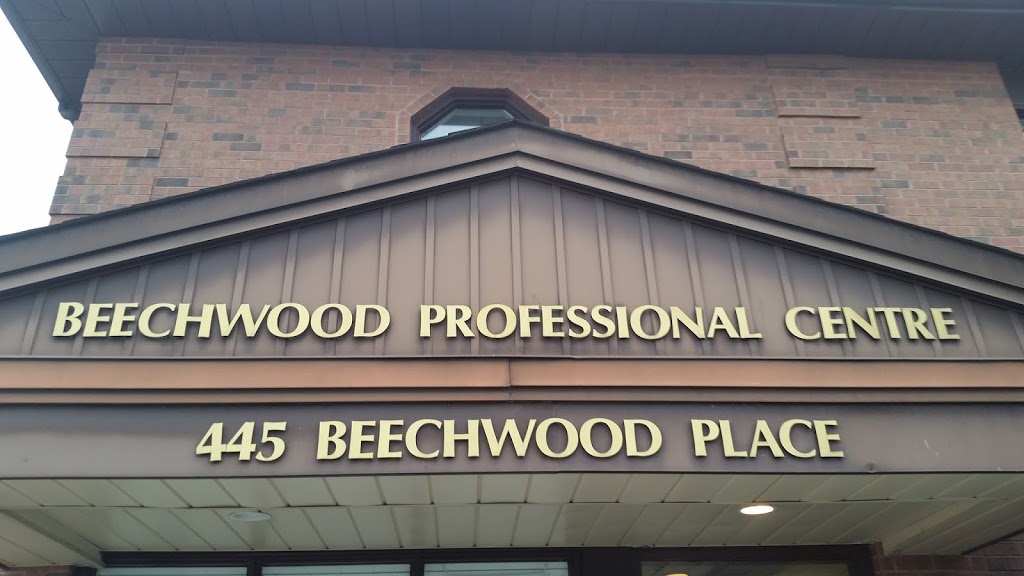 BEECHWOOD PROFESSIONAL CENTRE
445 BEECHWOOD PLACE